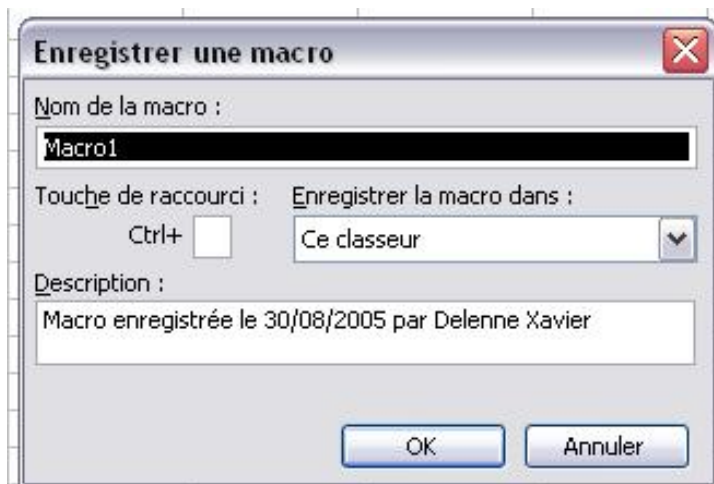 Enregistrer une macro
Nom de la macro :
Macro1
Touche de raccourci :
Ctrl+
Enregistrer la macro dans :
Ce classeur
Description :
Macro enregistrée le 30/08/2005 par Delenne Xavier
OK
Annuler